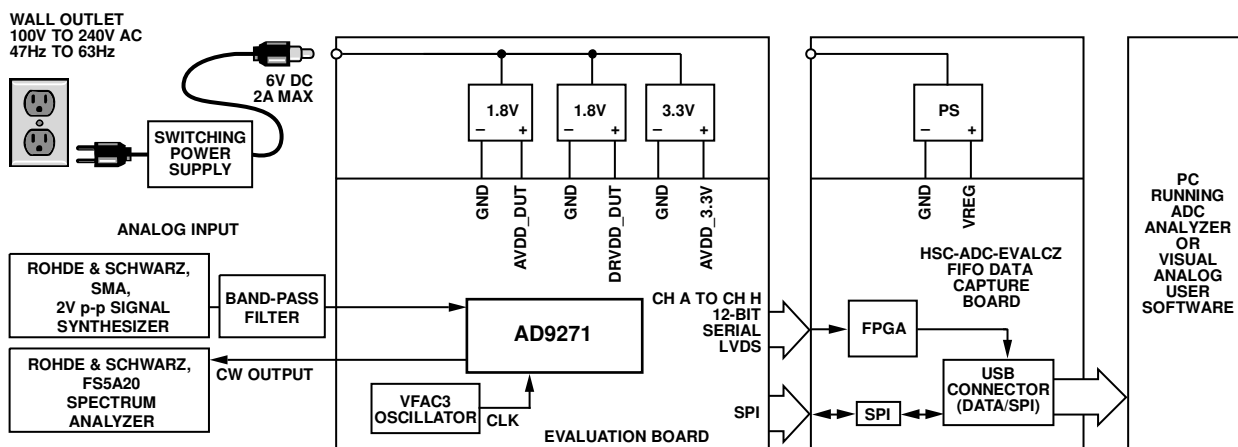 WALL OUTLET
100V TO 240V AC
47Hz TO 63Hz
6V DC
2A MAX
SWITCHING
POWER
SUPPLY
1.8V
– +
1.8V
– +
3.3V
– +
PS
– +
GND
AVDD_DUT
GND
DRVDD_DUT
GND
AVDD_3.3V
GND
VREG
ANALOG INPUT
ROHDE & SCHWARZ,
SMA,
2V p-p SIGNAL
SYNTHESIZER
BAND-PASS
FILTER
ROHDE & SCHWARZ,
FS5A20
SPECTRUM
ANALYZER
CW OUTPUT
AD9271
VFAC3
OSCILLATOR
CLK
EVALUATION BOARD
CH A TO CH H
12-BIT
SERIAL
LVDS
SPI
HSC-ADC-EVALCZ
FIFO DATA
CAPTURE
BOARD
FPGA
SPI
USB
CONNECTOR
(DATA/SPI)
PC
RUNNING
ADC
ANALYZER
OR
VISUAL
ANALOG
USER
SOFTWARE